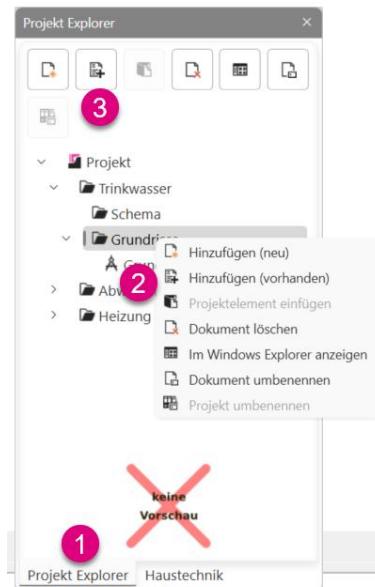 Projekt Explorer
3
Projekt
Trinkwasser
Schema
Grundrisse
Hinzufügen (neu)
2
Hinzufügen (vorhanden)
Projektelement einfügen
Heizung
Dokument löschen
Im Windows Explorer anzeigen
Dokument umbenennen
Projekt umbenennen
keine
Vorschau
1
Projekt Explorer Haustechnik